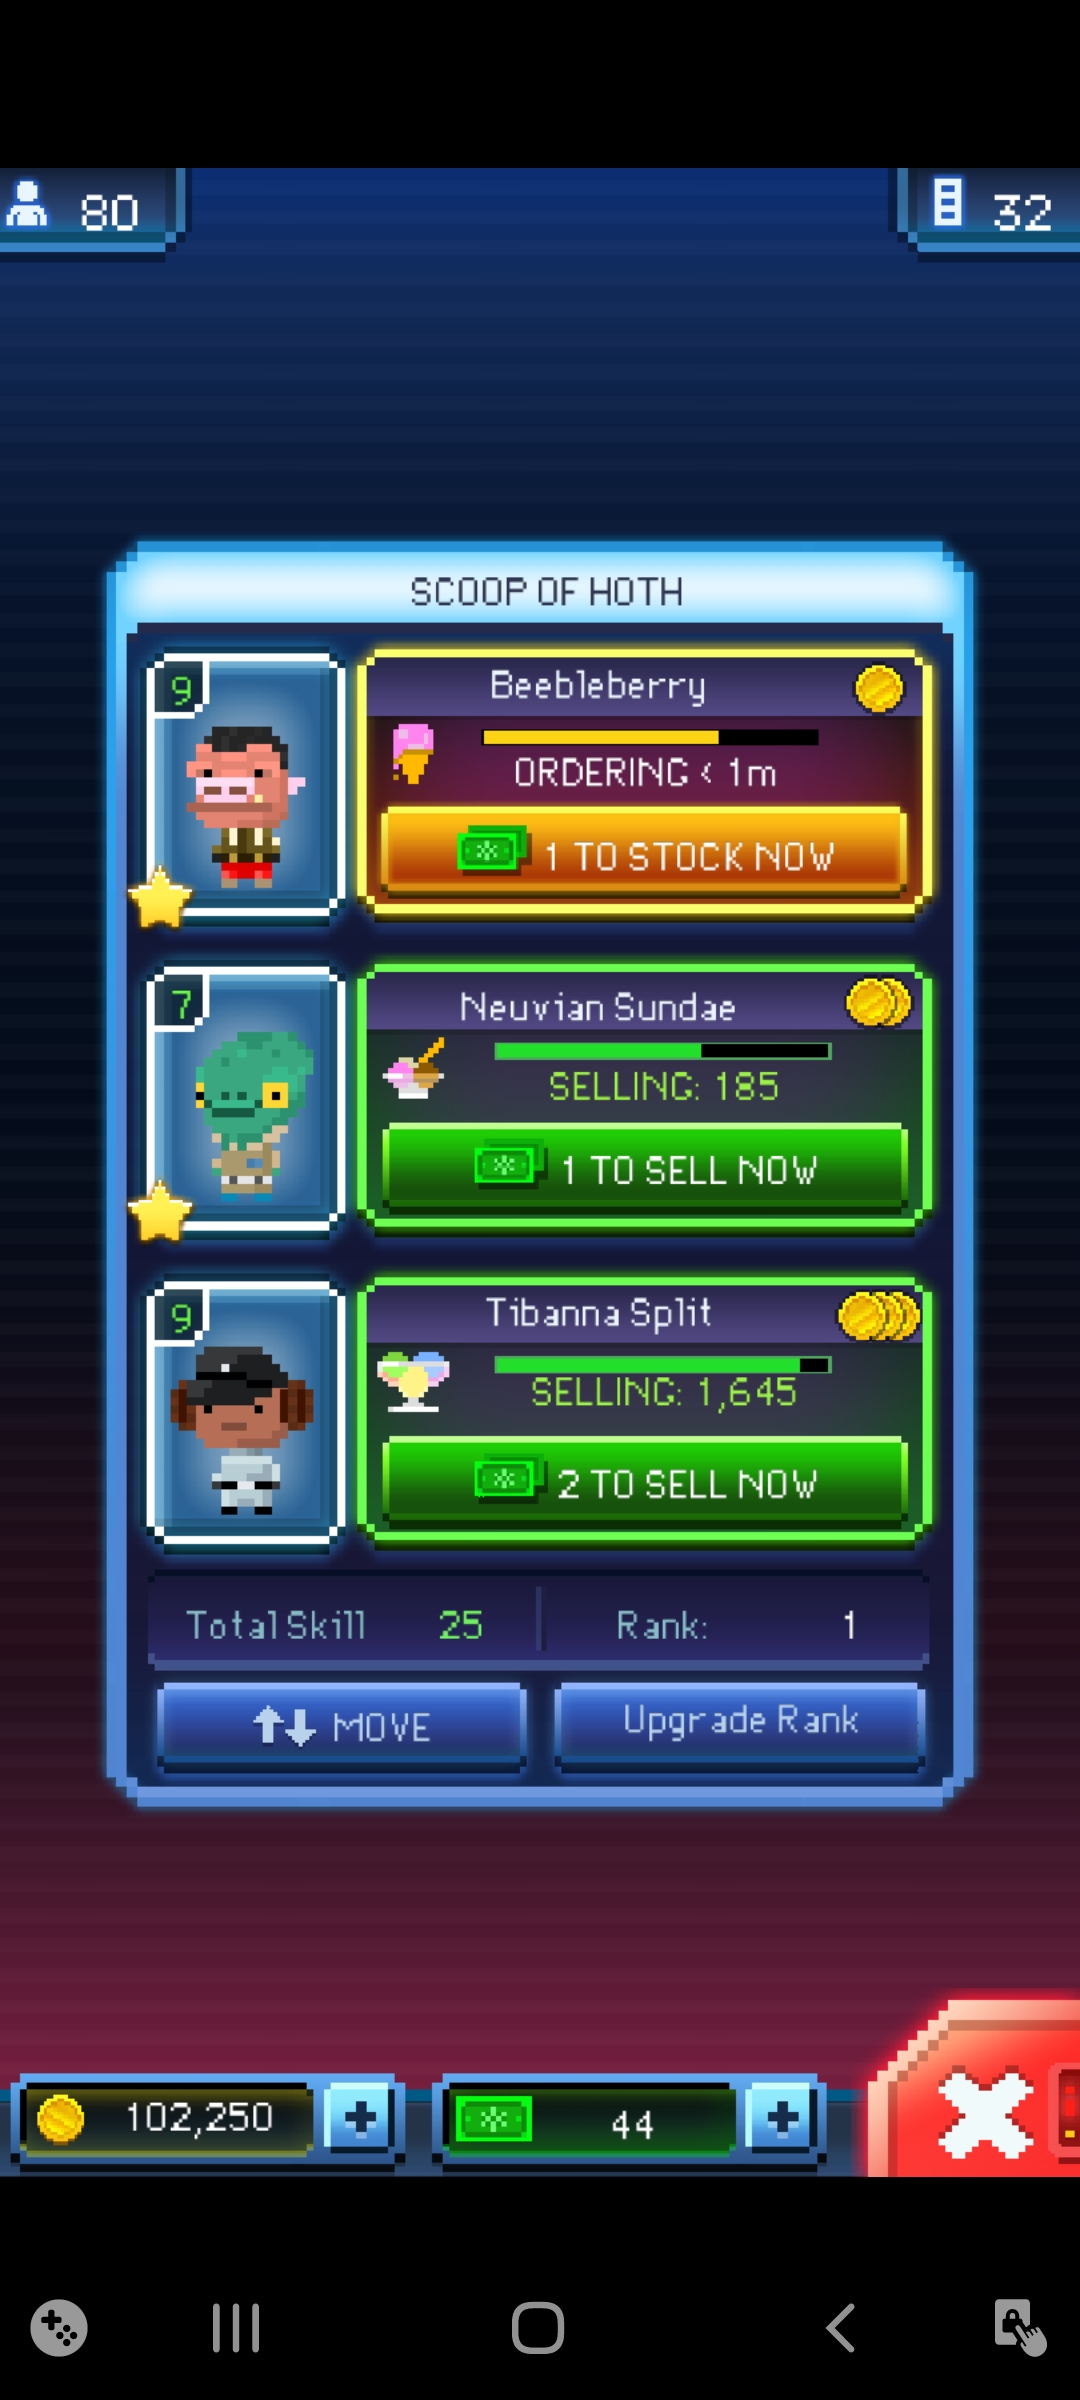 80
32
SCOOP OF HOTH
9
Beebleberry
ORDERING < 1m
1 TO STOCK NOW
7
Neuvian Sundae
SELLING: 185
1 TO SELL NOW
9
Tibanna Split
SELLING: 1,645
2 TO SELL NOW
Total Skill 25
Rank: 1
MOVE
Upgrade Rank
102,250
44